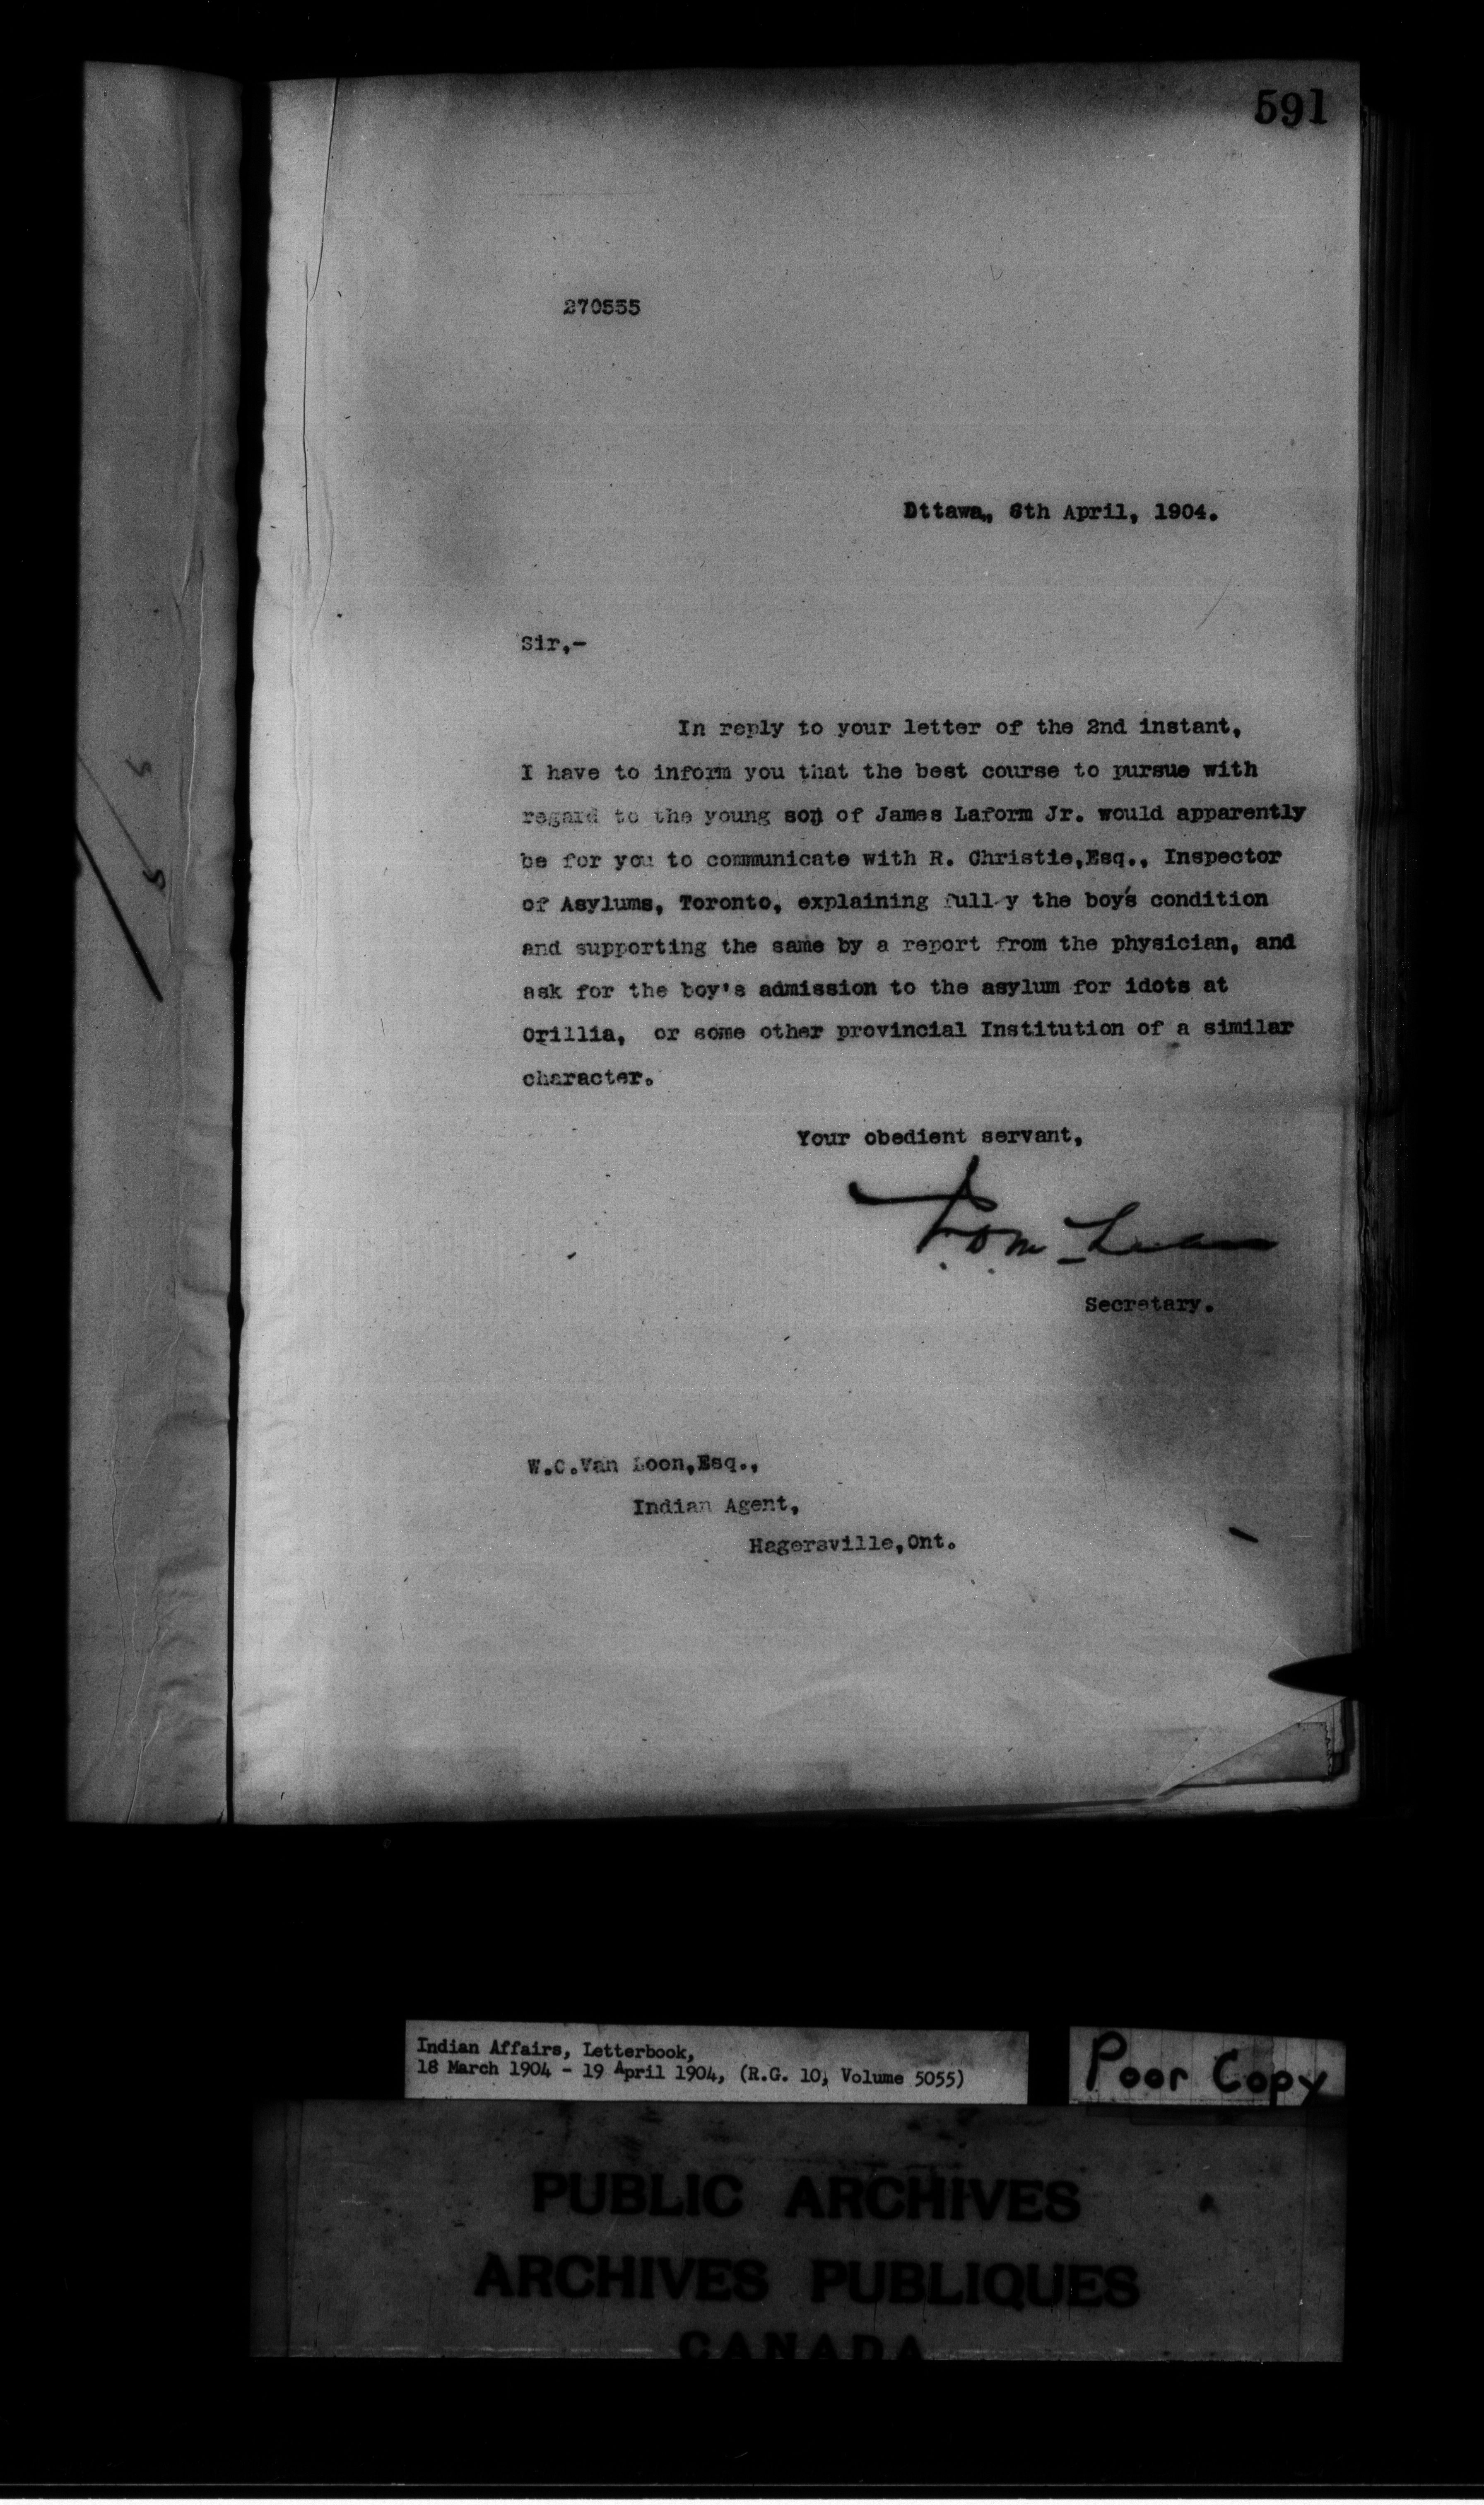 591
270555
Ottawa, 6th April, 1904.
Sir,-
In reply to your letter of the 2nd instant,
I have to inform you that the best course to pursue with
regard to the young son of James Laform Jr. would apparently
be for you to communicate with R. Christie,Esq., Inspector
of Asylums, Toronto, explaining fully the boy's condition
and supporting the same by a report from the physician, and
ask for the boy's admission to the asylum for idots at
Orillia, or some other provincial Institution of a similar
character.
Your obedient servant,
Secretary.
W.C.Van Loon,Esq.,
Indian Agent,
Hagersville,Ont.
Indian Affairs, Letterbook,
18 March 1904 - 19 April 1904, (R.G. 10, Volume 5055)
Poor Copy
PUBLIC ARCHIVES
ARCHIVES PUBLIQUES
CANADA